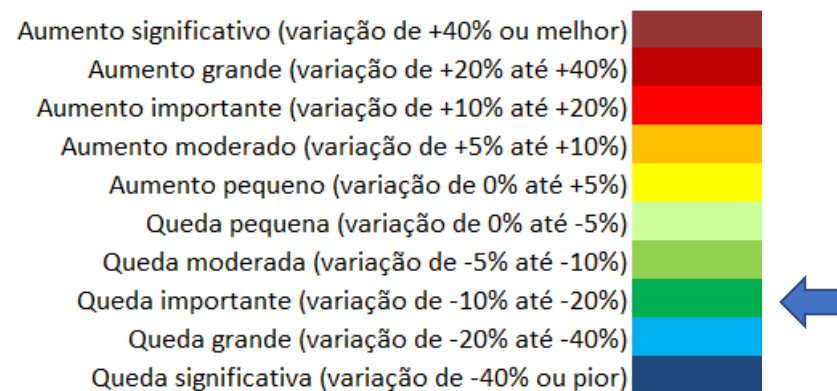 Aumento significativo (variação de +40% ou melhor)
Aumento grande (variação de +20% até +40%)
Aumento importante (variação de +10% até +20%)
Aumento moderado (variação de +5% até +10%)
Aumento pequeno (variação de 0% até +5%)
Queda pequena (variação de 0% até -5%)
Queda moderada (variação de -5% até -10%)
Queda importante (variação de -10% até -20%)
Queda grande (variação de -20% até -40%)
Queda significativa (variação de -40% ou pior)